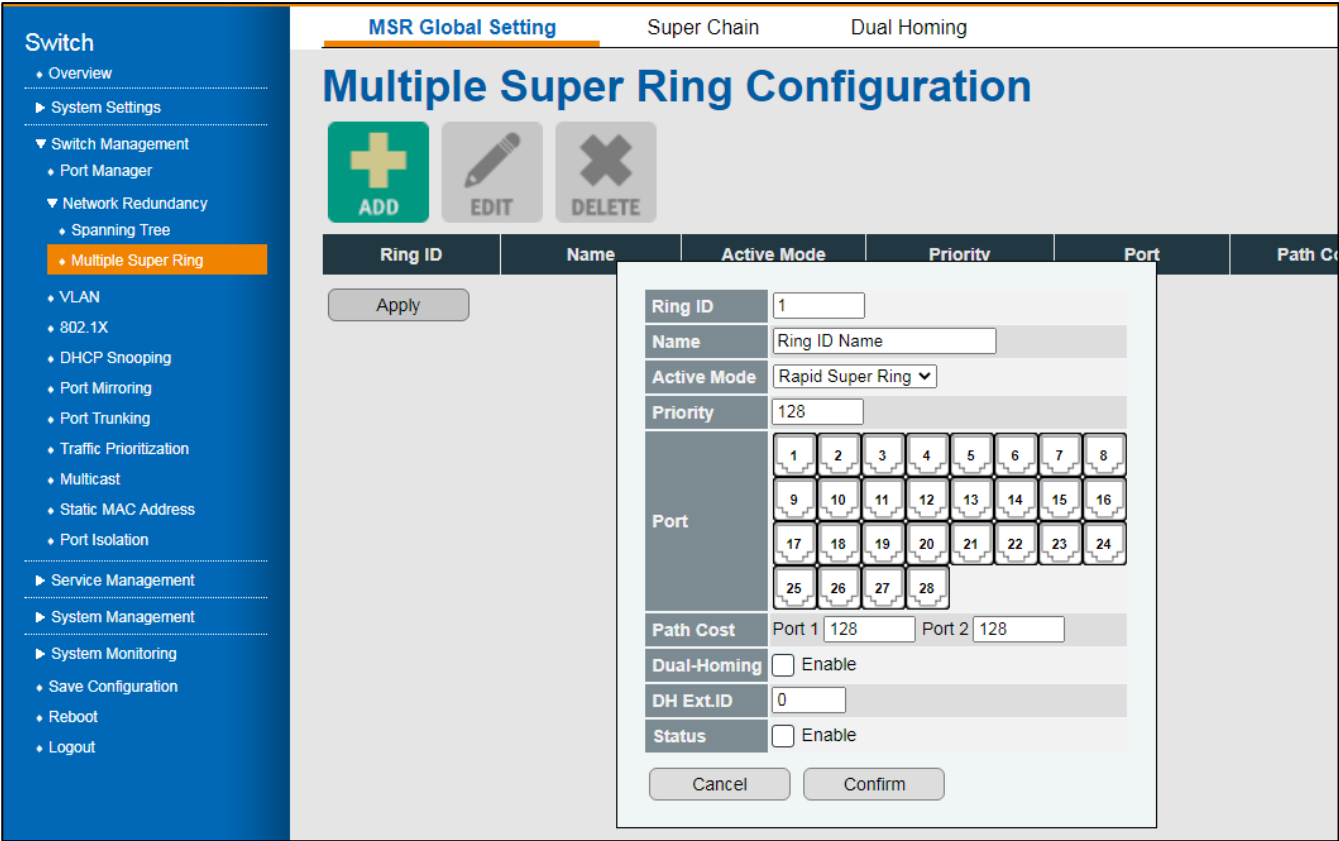 Switch
Overview
System Settings
Switch Management
Port Manager
Network Redundancy
Spanning Tree
Multiple Super Ring
VLAN
802.1X
DHCP Snooping
Port Mirroring
Port Trunking
Traffic Prioritization
Multicast
Static MAC Address
Port Isolation
Service Management
System Management
System Monitoring
Save Configuration
Reboot
Logout
MSR Global Setting Super Chain Dual Homing
Multiple Super Ring Configuration
ADD EDIT DELETE
Ring ID Name Active Mode Priority Port Path Co
Apply
Ring ID 1
Name Ring ID Name
Active Mode Rapid Super Ring
Priority 128
Port
1 2 3 4 5 6 7 8
9 10 11 12 13 14 15 16
17 18 19 20 21 22 23 24
25 26 27 28
Path Cost Port 1 128 Port 2 128
Dual-Homing Enable
DH Ext.ID 0
Status Enable
Cancel Confirm